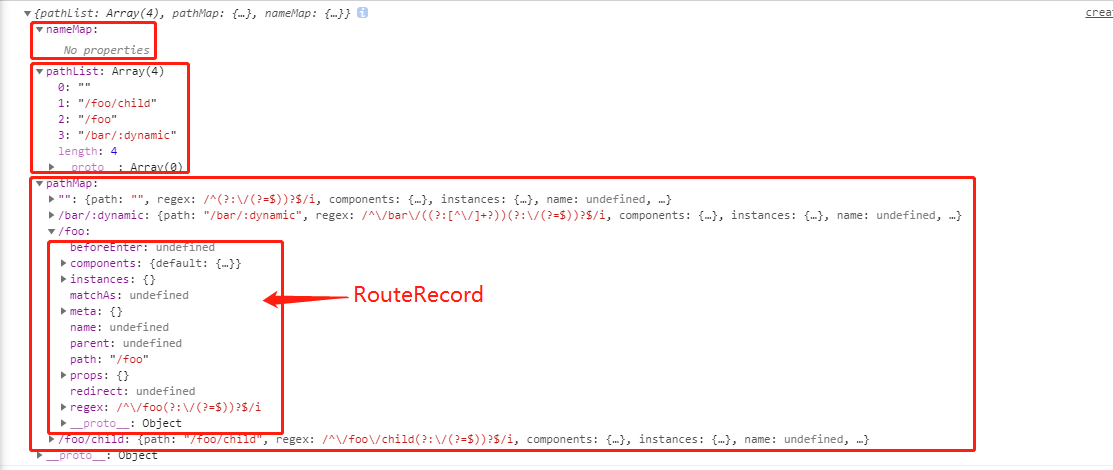 ▼{pathList: Array(4), pathMap: {…}, nameMap: {…}} i
crea
▼nameMap:
No properties
▼pathList: Array(4)
0: ""
1: "/foo/child"
2: "/foo"
3: "/bar/:dynamic"
length: 4
▶__proto__: Array(0)
▼pathMap:
▶"": {path: "", regex: /^(?:\/(?=$))?$/i, components: {…}, instances: {…}, name: undefined, …}
▶/bar/:dynamic: {path: "/bar/:dynamic", regex: /^\/bar\/((?:[^\/]+?))(?:\/(?=$))?$/i, components: {…}, instances: {…}, name: undefined, …}
▼/foo:
beforeEnter: undefined
▶components: {default: {…}}
▶instances: {}
matchAs: undefined
RouteRecord
▶meta: {}
name: undefined
parent: undefined
path: "/foo"
▶props: {}
redirect: undefined
▶regex: /^\/foo(?:\/(?=$))?$/i
▶__proto__: Object
▶/foo/child: {path: "/foo/child", regex: /^\/foo\/child(?:\/(?=$))?$/i, components: {…}, instances: {…}, name: undefined, …}
▶__proto__: Object